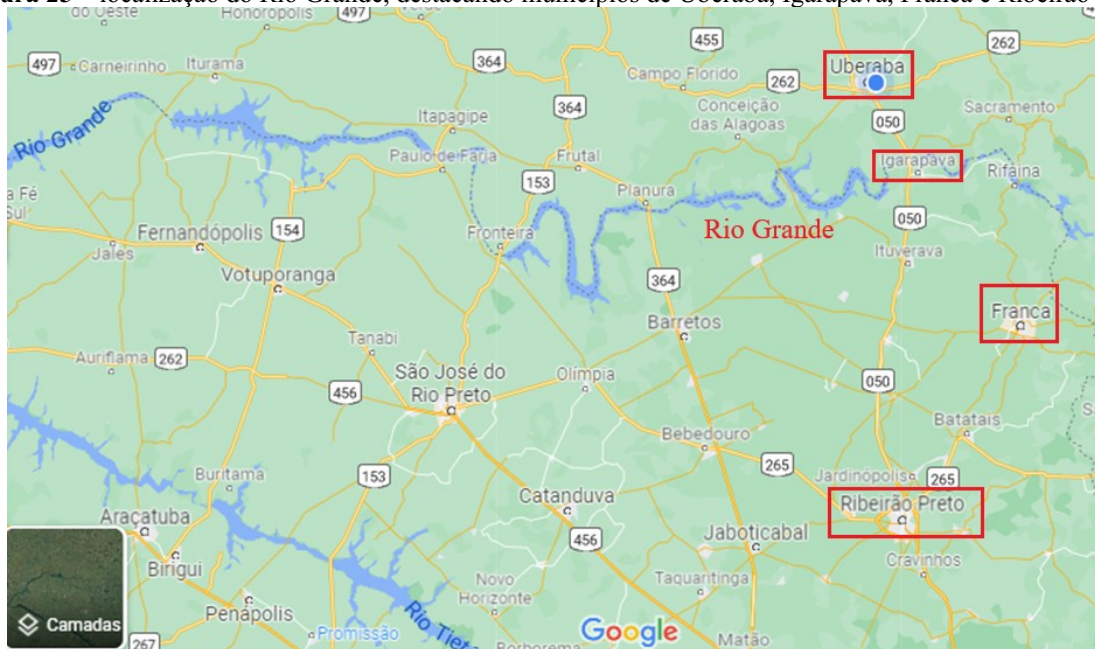 localização do Rio Grande, destacando municípios de Uberaba, Igarapava, Franca e Ribeirão
do Oeste
Honorópolis
497
455
262
497
Carneirinho
Iturama
364
Campo Florido
262
Uberaba
Rio Grande
Itapagipe
364
Conceição
das Alagoas
050
Sacramento
Paulo de Faria
Frutal
Igarapava
Rifaina
153
Planura
a Fé
Sul
050
Fernandópolis
154
Fronteira
Rio Grande
Jales
Ituverava
Votuporanga
364
Franca
Barretos
Tanabi
Auriflama
262
São José do
Rio Preto
Olímpia
050
456
Batatais
Bebedouro
265
Jardinópolis
265
Buritama
153
Catanduva
Ribeirão Preto
Araçatuba
456
Jaboticabal
Birigui
Cravinhos
Novo
Horizonte
Taquaritinga
Penápolis
Rio Tietê
Camadas
Promissão
Google
Matão
267
Borborema